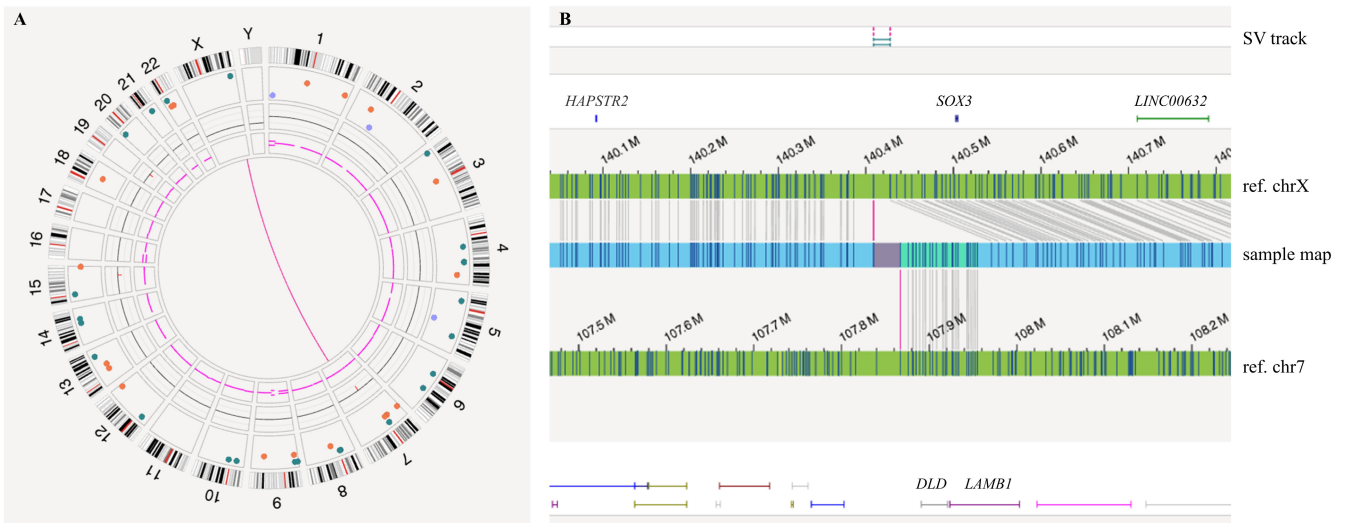 A
1
2
3
4
5
6
7
8
9
10
11
12
13
14
15
16
17
18
19
20
21
22
X
Y
B
SV track
HAPSTR2 SOX3 LINC00632
140.1 M 140.2 M 140.3 M 140.4 M 140.5 M 140.6 M 140.7 M 140
ref. chrX
sample map
107.5 M 107.6 M 107.7 M 107.8 M 107.9 M 108 M 108.1 M 108.2 M
ref. chr7
DLD LAMB1